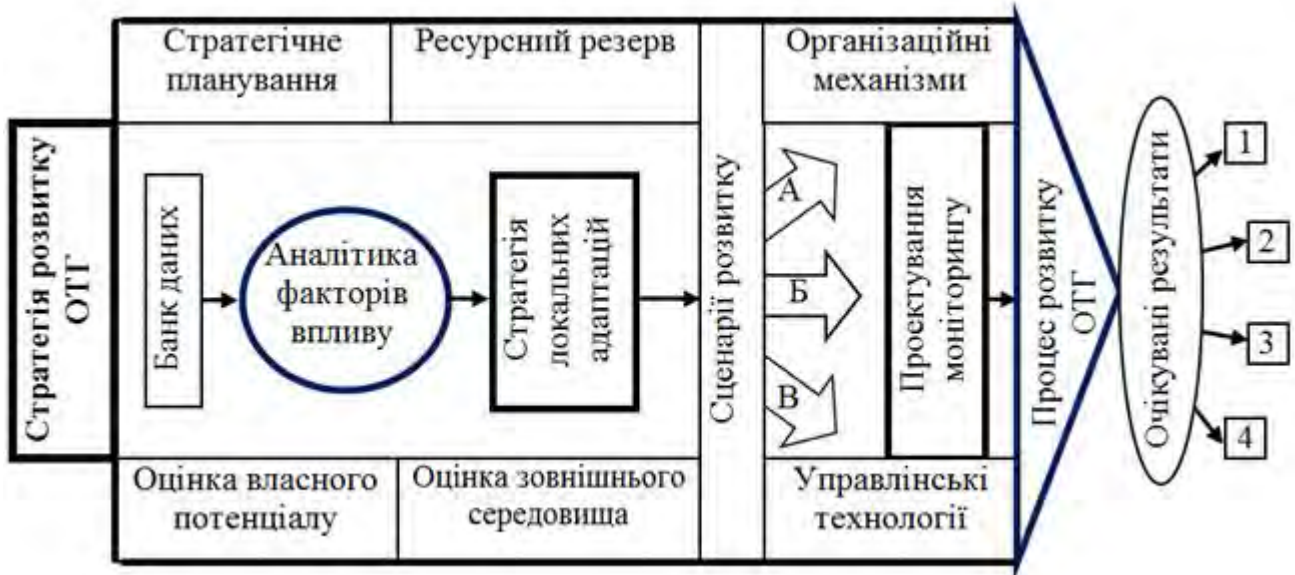 Стратегія розвитку
ОТГ
Стратегічне
планування
Ресурсний резерв
Організаційні
механізми
Банк даних
Аналітика
факторів
впливу
Стратегія
локальних
адаптацій
Сценарії розвитку
А
Б
В
Проектування
моніторингу
Процес розвитку
ОТГ
Очікувані результати
1
2
3
4
Оцінка власного
потенціалу
Оцінка зовнішнього
середовища
Управлінські
технології